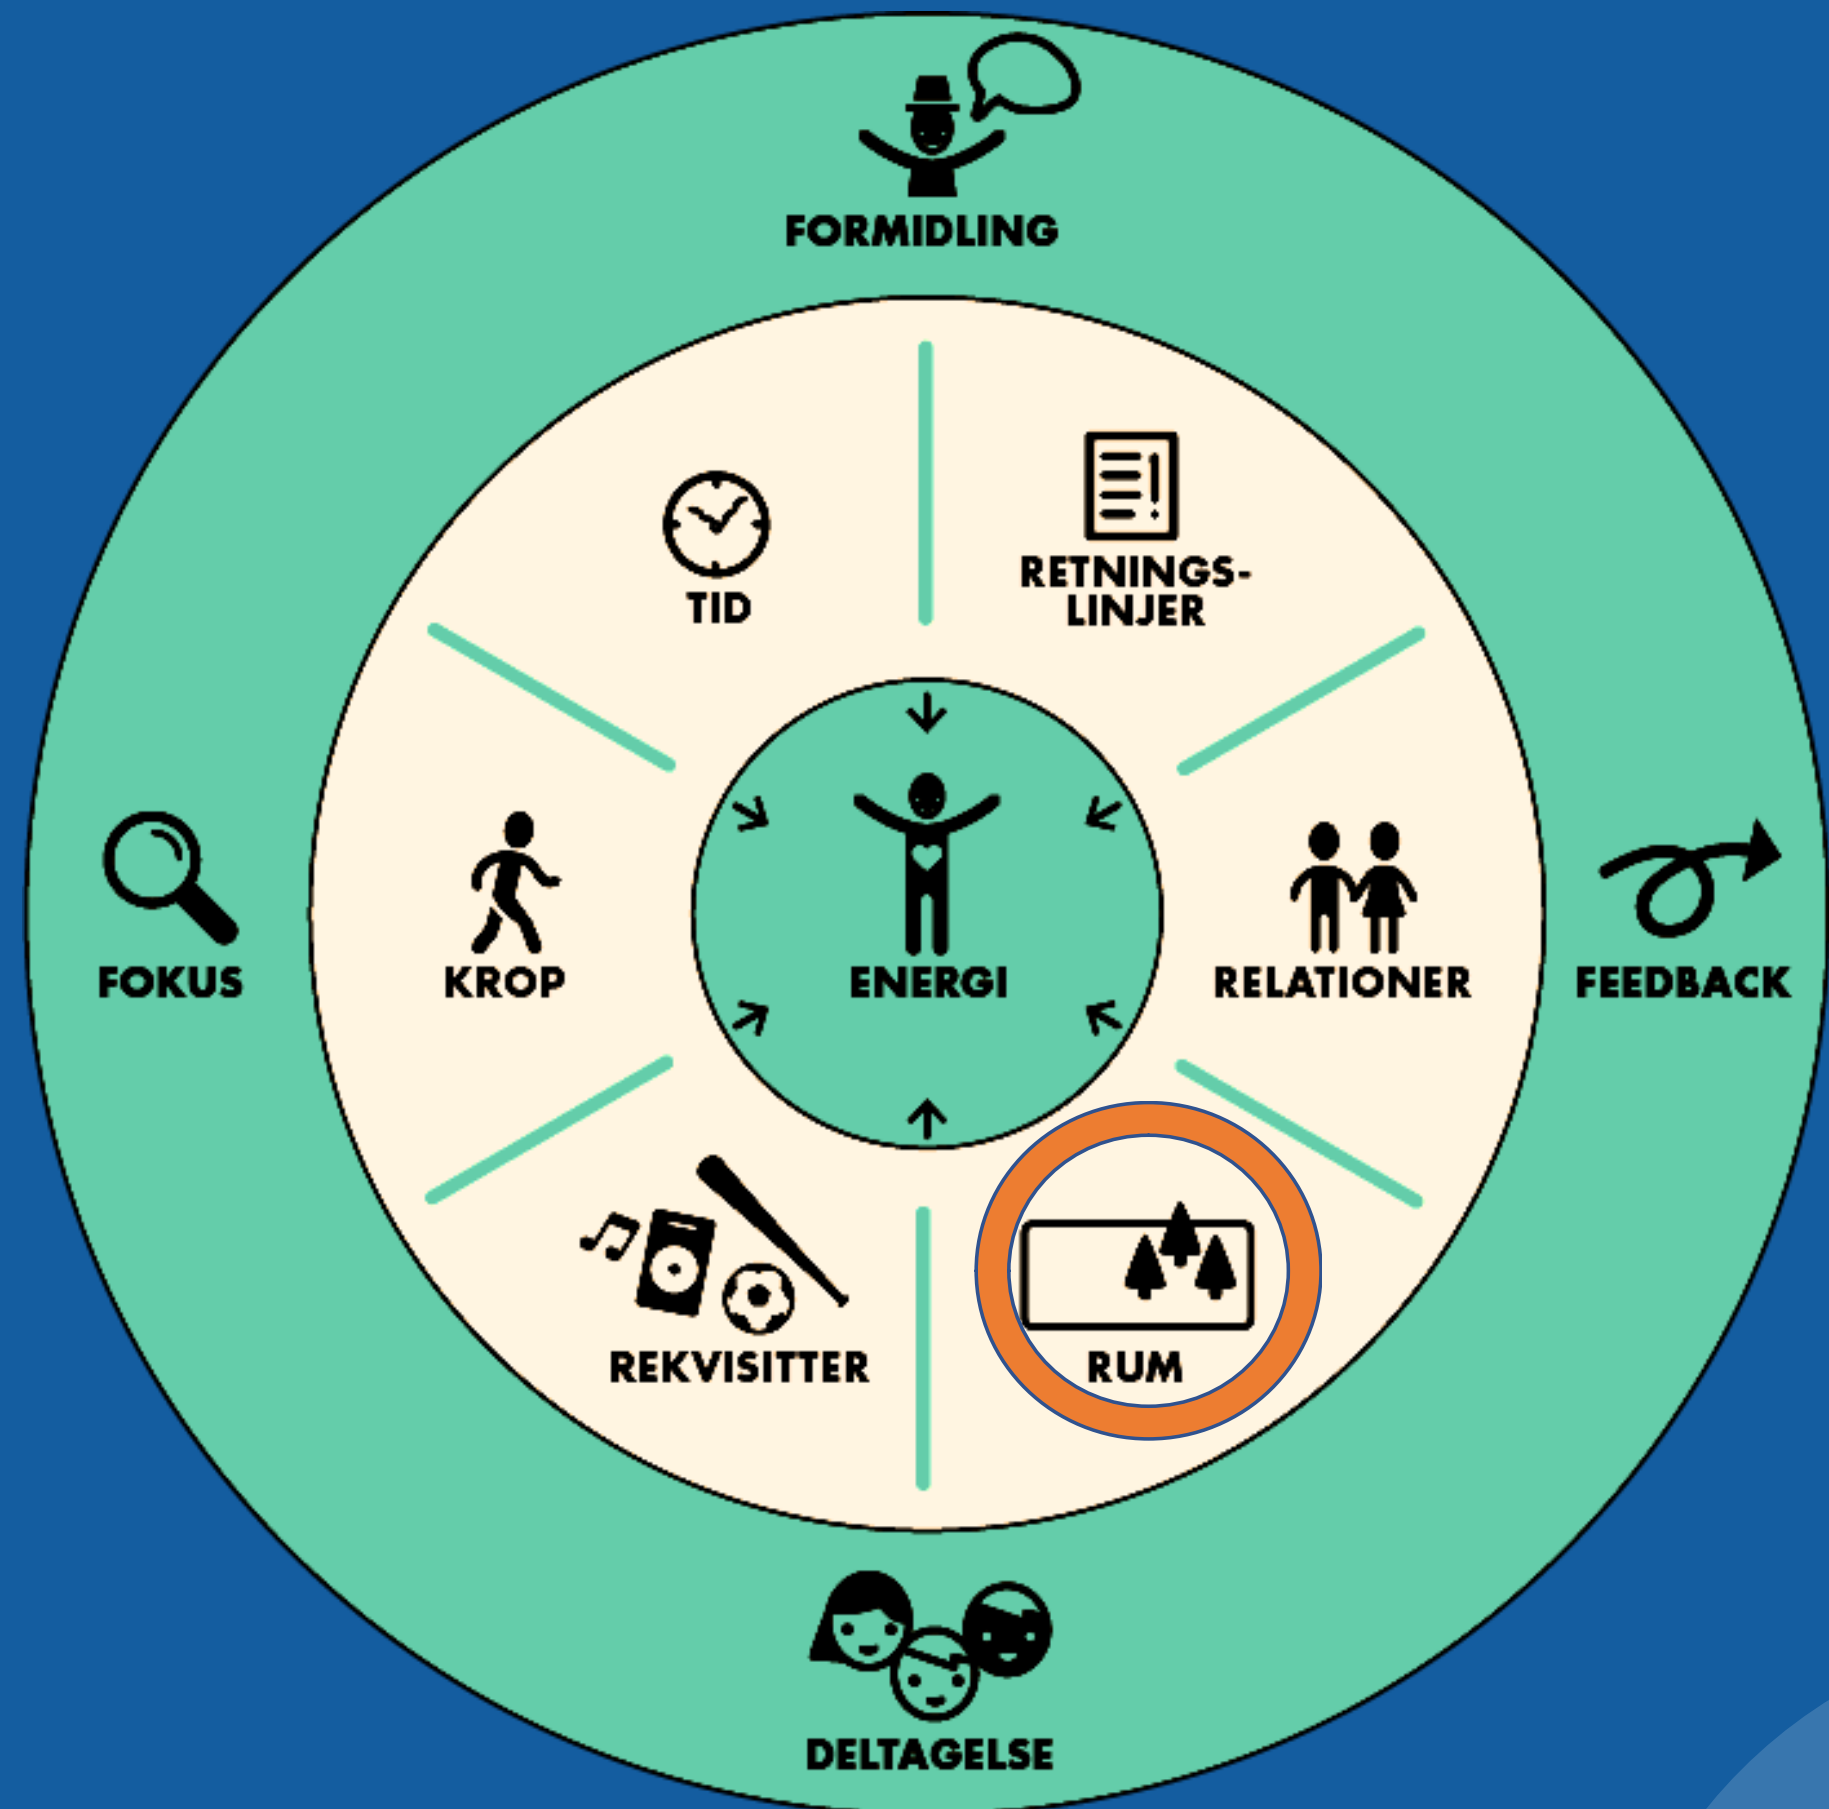 FORMIDLING
TID
RETNINGS-
LINJER
FOKUS
KROP
ENERGI
RELATIONER
FEEDBACK
REKVISITTER
RUM
DELTAGELSE